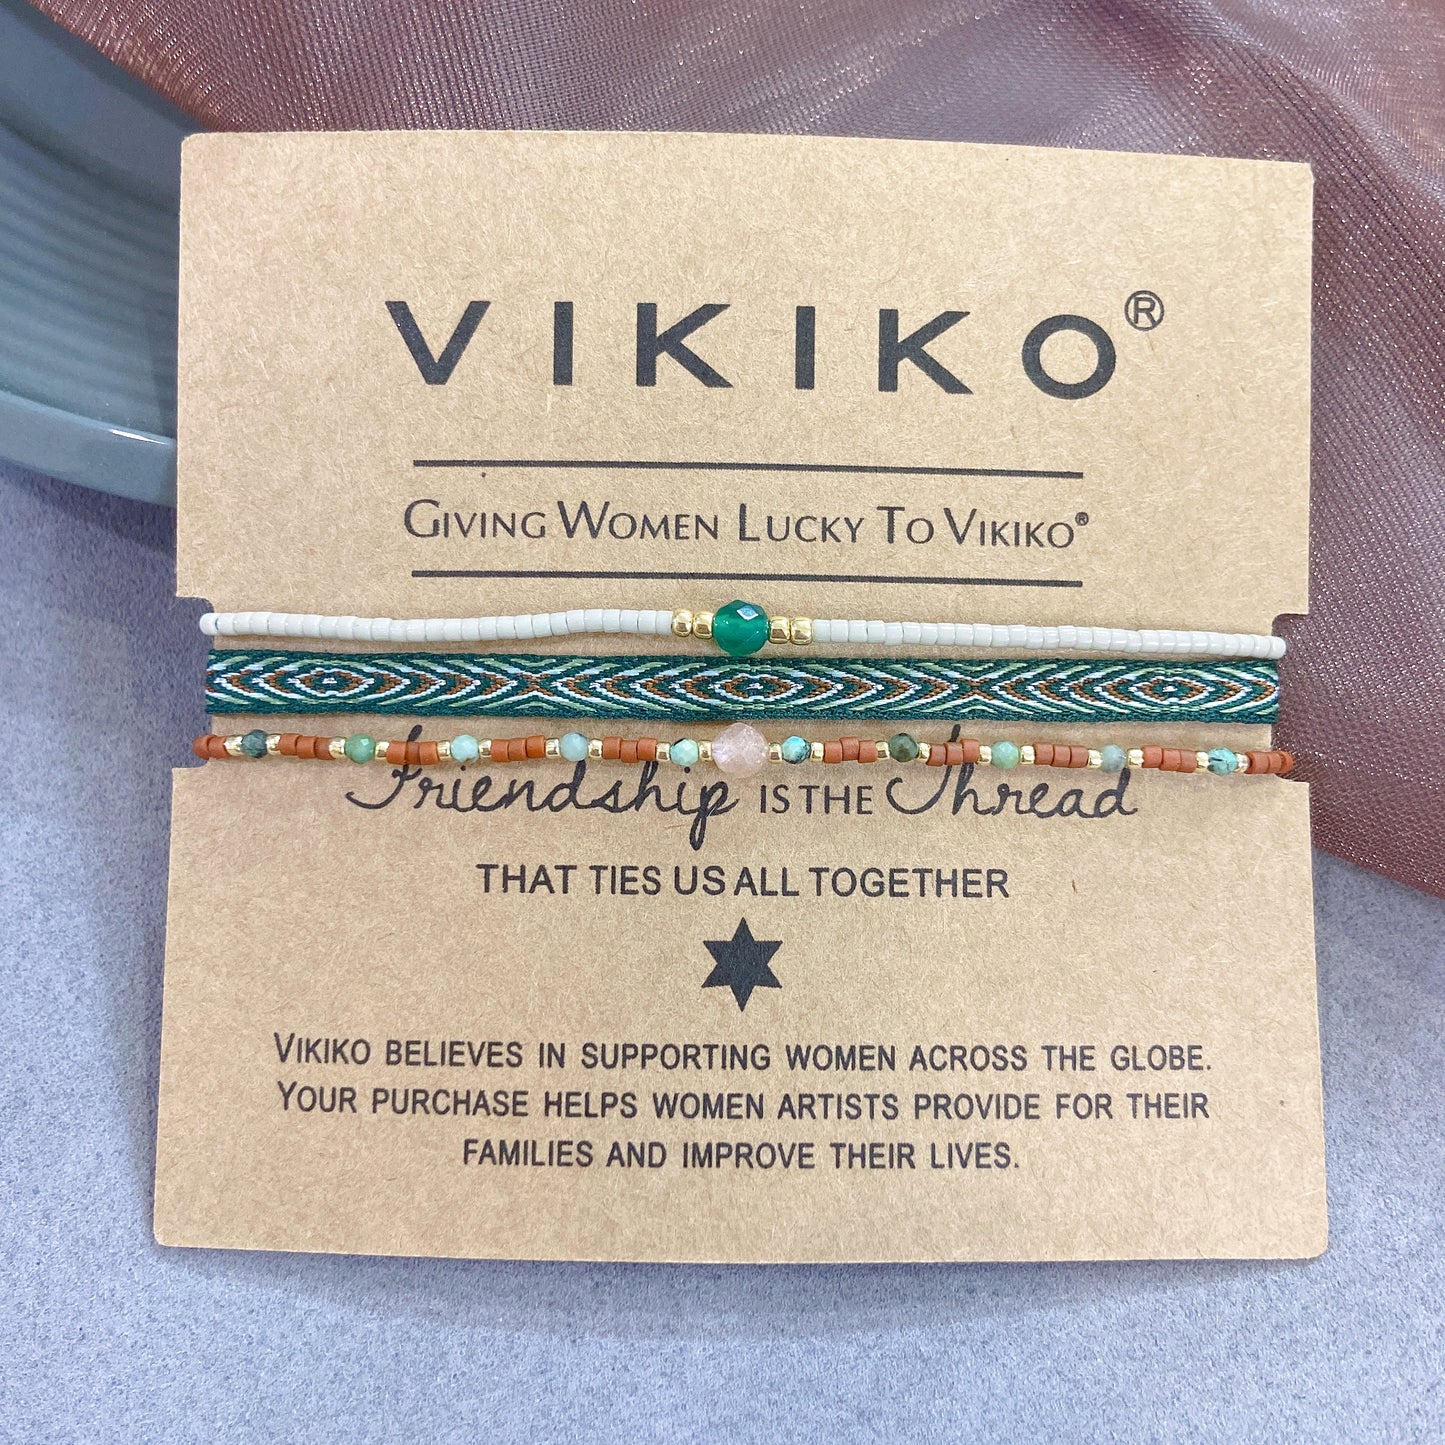 VIKIKO®
GIVING WOMEN LUCKY TO VIKIKO®
Friendship IS THE Thread
THAT TIES US ALL TOGETHER
VIKIKO BELIEVES IN SUPPORTING WOMEN ACROSS THE GLOBE.
YOUR PURCHASE HELPS WOMEN ARTISTS PROVIDE FOR THEIR
FAMILIES AND IMPROVE THEIR LIVES.